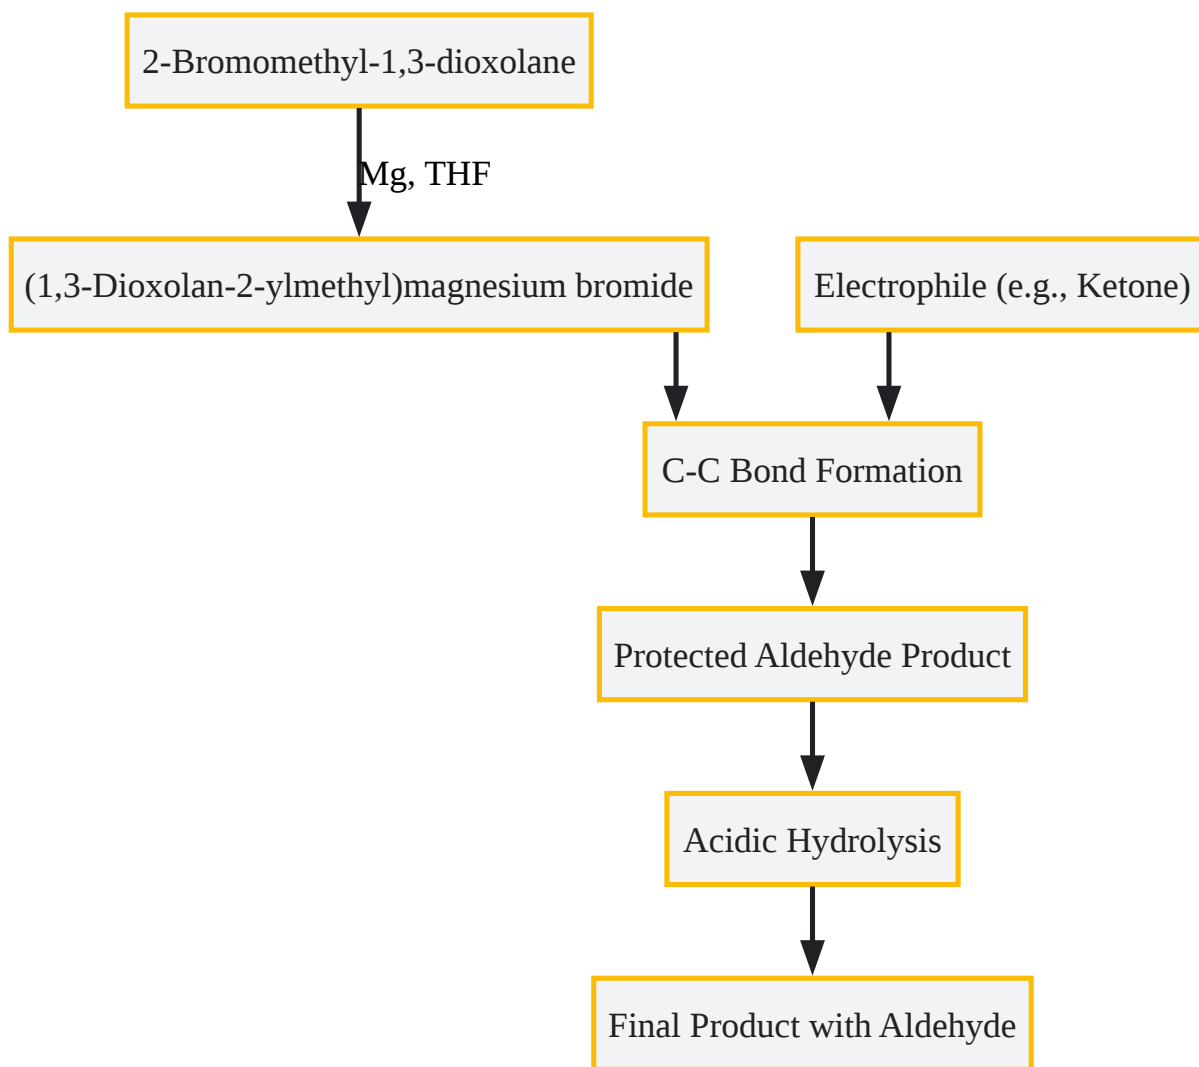 2-Bromomethyl-1,3-dioxolane
Mg, THF
(1,3-Dioxolan-2-ylmethyl)magnesium bromide
Electrophile (e.g., Ketone)
C-C Bond Formation
Protected Aldehyde Product
Acidic Hydrolysis
Final Product with Aldehyde